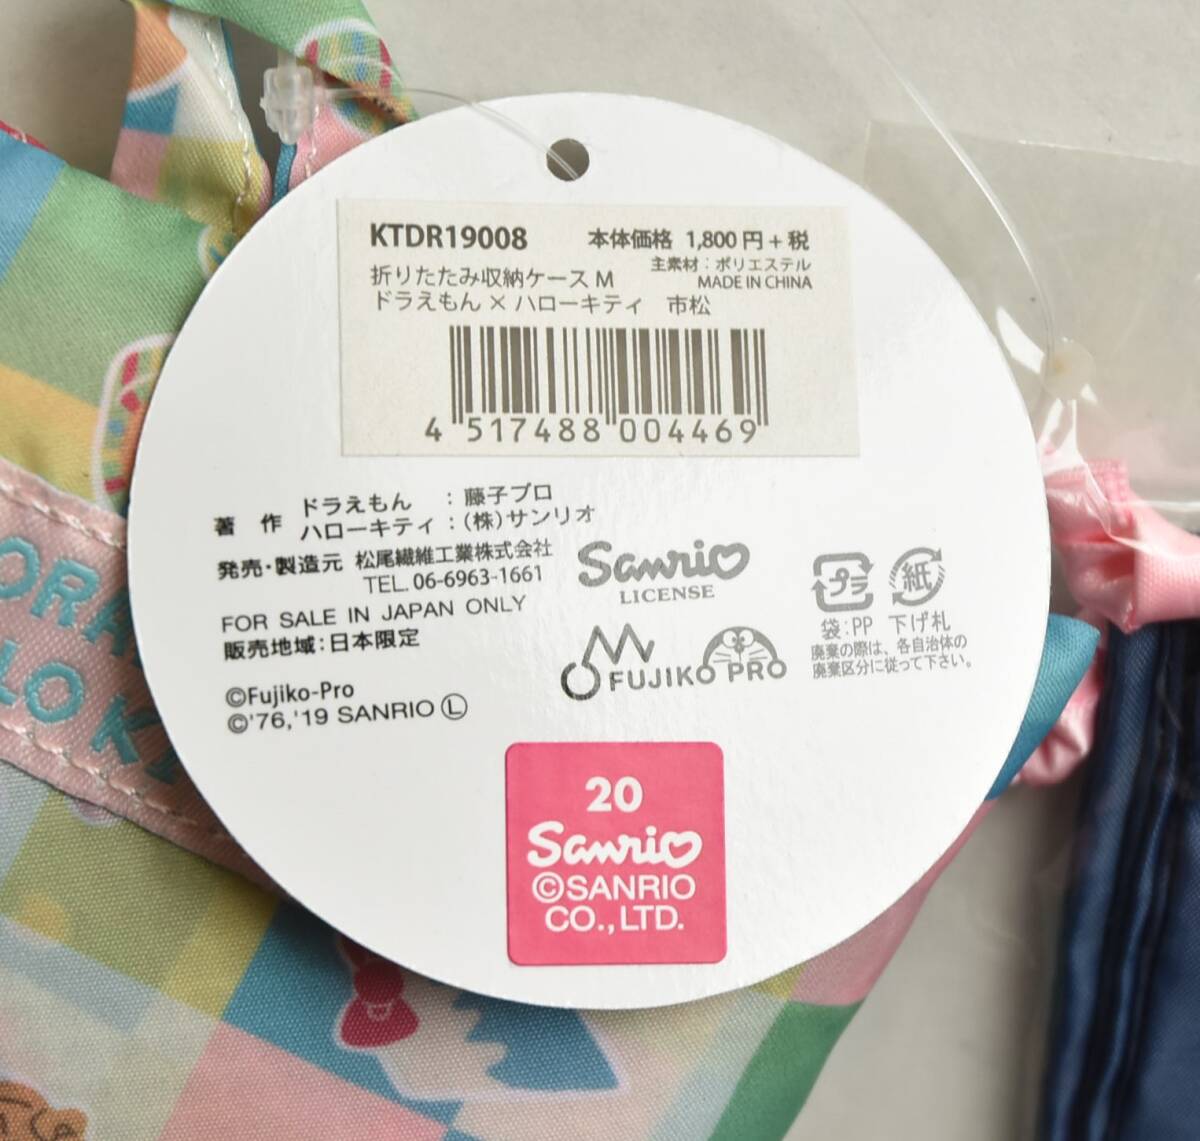 KTDR19008
本体価格 1,800円+税
主素材:ポリエステル
MADE IN CHINA
折りたたみ収納ケース M
ドラえもん×ハローキティ 市松
4 517488 004469
著 作 ドラえもん :藤子プロ
ハローキティ:(株)サンリオ
発売・製造元 松尾繊維工業株式会社
TEL. 06-6963-1661
FOR SALE IN JAPAN ONLY
販売地域:日本限定
©Fujiko-Pro
©'76,'19 SANRIO Ⓛ
Sanrio
LICENSE
FUJIKO PRO
プラ 紙
袋:PP 下げ札
廃棄の際は、各自治体の
廃棄区分に従って下さい。
20
Sanrio
©SANRIO
CO.,LTD.
ORA
LO KI